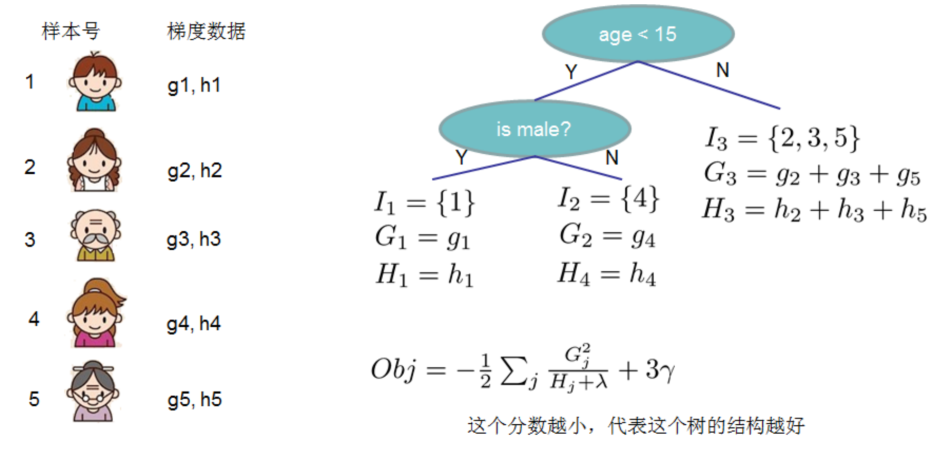 样本号 梯度数据
1 g1, h1
2 g2, h2
3 g3, h3
4 g4, h4
5 g5, h5
age < 15
Y N
is male?
Y N
I₁ = {1}
G₁ = g₁
H₁ = h₁
I₂ = {4}
G₂ = g₄
H₄ = h₄
I₃ = {2, 3, 5}
G₃ = g₂ + g₃ + g₅
H₃ = h₂ + h₃ + h₅
Obj = −½ ∑ⱼ Gⱼ²/(Hⱼ+λ) + 3γ
这个分数越小，代表这个树的结构越好